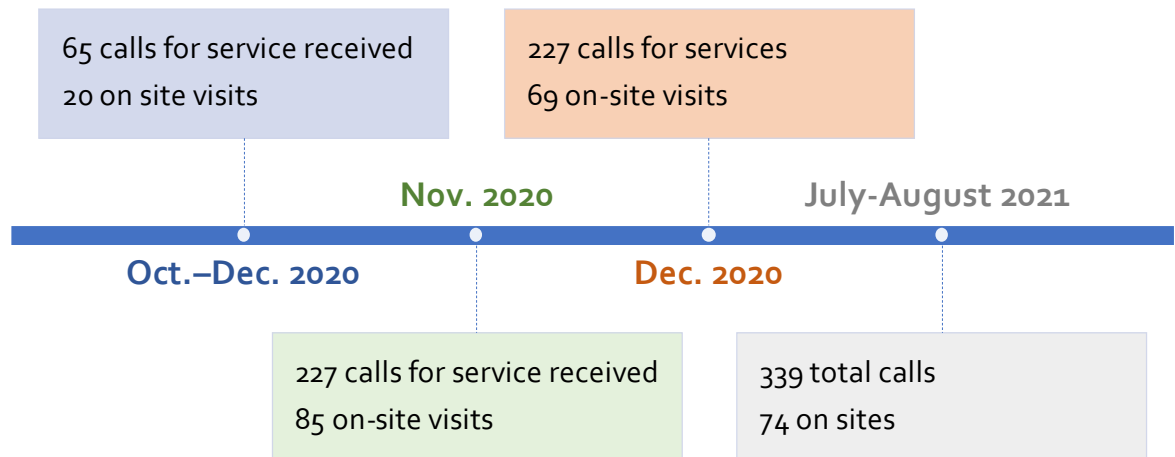 65 calls for service received
20 on site visits
227 calls for services
69 on-site visits
Nov. 2020
July-August 2021
Oct.–Dec. 2020
Dec. 2020
227 calls for service received
85 on-site visits
339 total calls
74 on sites